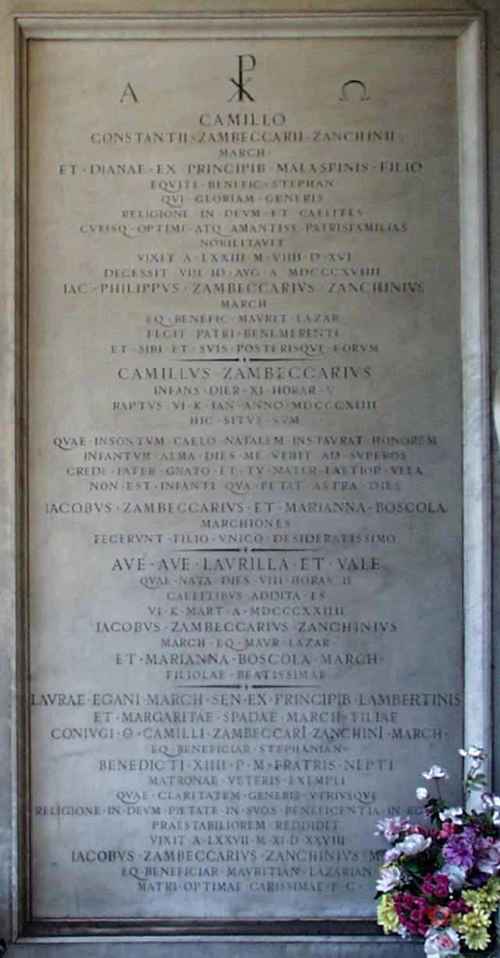 Α ☧ Ω
CAMILLO
CONSTANTII·ZAMBECCARII·ZANCHINII
MARCH
ET·DIANAE·EX·PRINCIPIB·MALASPINIS·FILIO
EQVITI·BENEFIC·STEPHAN
QVI·GLORIAM·GENERIS
RELIGIONE·IN·DEVM·ET·CAELITES
CVIVSQ·OPTIMI·ATQ·AMANTISS·PATRISFAMILIAS
NOBILITAVIT
VIXIT·A·LXXIII·M·VIIII·D·XVI
DECESSIT·VIII·ID·AVG·A·MDCCCXVIIII
IAC·PHILIPPVS·ZAMBECCARIVS·ZANCHINIVS
MARCH
EQ·BENEFIC·MAVRIT·LAZAR
FECIT·PATRI·BENEMERENTI
ET·SIBI·ET·SVIS·POSTERISQVE·EORVM
CAMILLVS·ZAMBECCARIVS
INFANS·DIER·XI·HORAR·V
RAPTVS·VI·K·IAN·ANNO·MDCCCXXIII
HIC·SITVS·SVM
QVAE·INSONTVM·CAELO·NATALEM·INSTAVRAT·HONOREM
INFANTVM·ALMA·DIES·ME·VEHIT·AD·SVPEROS
CREDE·PATER·GNATO·ET·TV·MATER·LAETIOR·VLLA
NON·EST·INFANTI·QVA·PETAT·ASTRA·DIES
IACOBVS·ZAMBECCARIVS·ET·MARIANNA·BOSCOLA
MARCHIONES
FECERVNT·FILIO·VNICO·DESIDERATISSIMO
AVE·AVE·LAVRILLA·ET·VALE
QVAE·NATA·DIES·VIII·HORAS·II
CAELITIBVS·ADDITA·ES
VI·K·MART·A·MDCCCXXIIII
IACOBVS·ZAMBECCARIVS·ZANCHINIVS
MARCH·EQ·MAVR·LAZAR
ET·MARIANNA·BOSCOLA·MARCH
FILIOLAE·BEATISSIMAE
LAVRAE·EGANI·MARCH·SEN·EX·PRINCIPIB·LAMBERTINIS
ET·MARGARITAE·SPADAE·MARCH·FILIAE
CONIVGI·Θ·CAMILLI·ZAMBECCARI·ZANCHINI·MARCH
EQ·BENEFICIAR·STEPHANIAN
BENEDICTI·XIIII·P·M·FRATRIS·NEPTI
MATRONAE·VETERIS·EXEMPLI
QVAE·CLARITATEM·GENERIS·VTRIVSQVE
RELIGIONE·IN·DEVM·PIETATE·IN·SVOS·BENEFICENTIA·IN
PRAESTABILIOREM·REDDIDIT
VIXIT·A·LXXVII·M·XI·D·XXVIII
IACOBVS·ZAMBECCARIVS·ZANCHINIVS
EQ·BENEFICIAR·MAVRITIAN·LAZARIAN
MATRI·OPTIMAE·CARISSIMAE·P·C